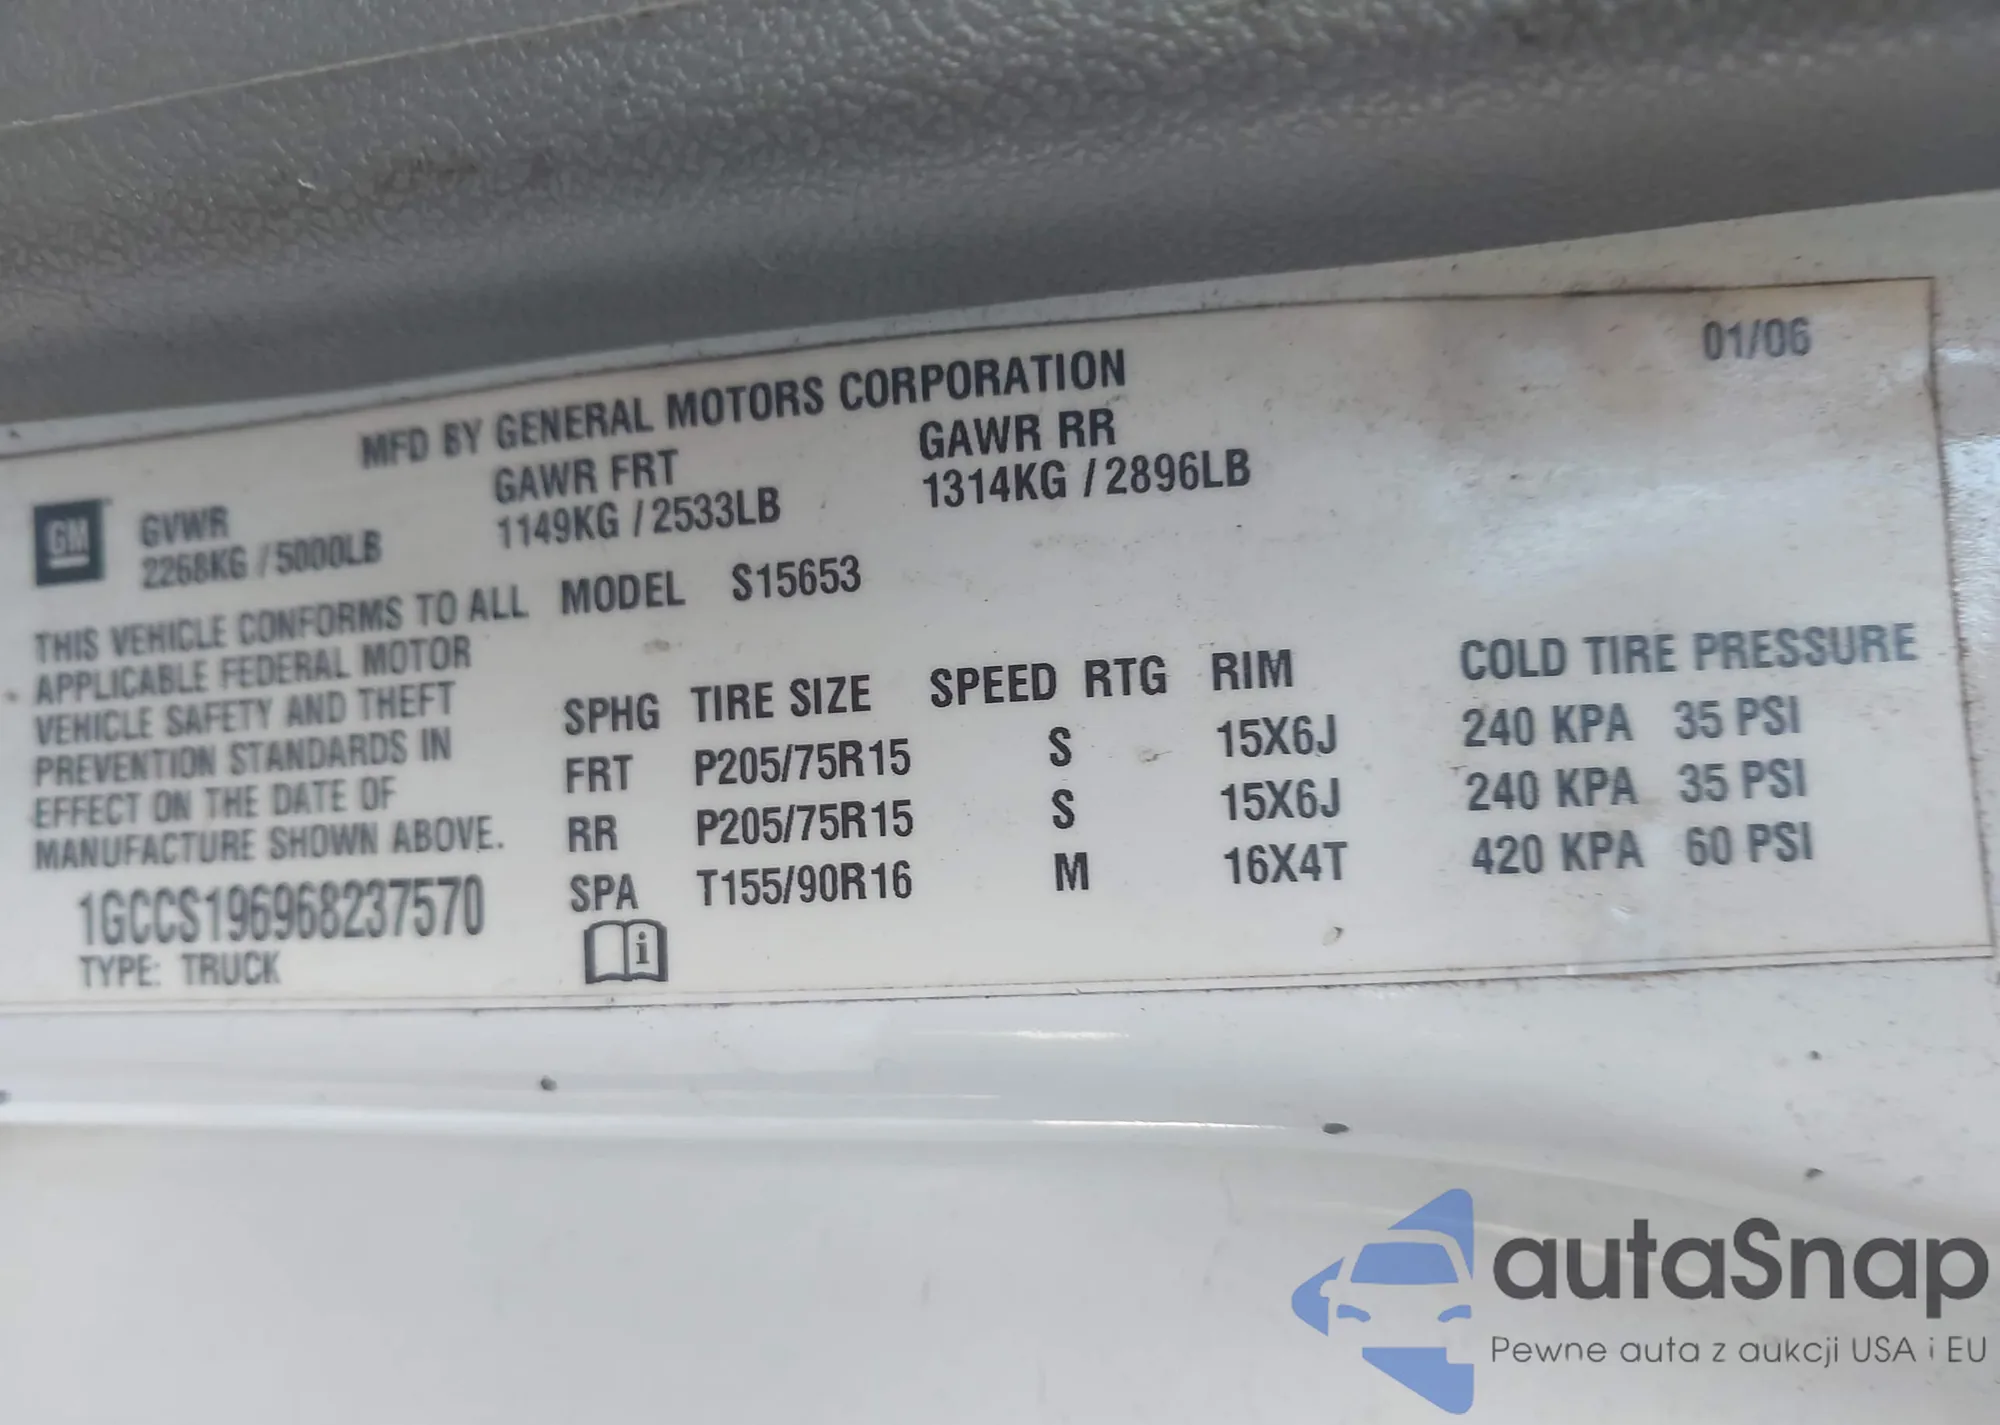 01/06
MFD BY GENERAL MOTORS CORPORATION
GM
GVWR GAWR FRT GAWR RR
2268KG / 5000LB 1149KG / 2533LB 1314KG / 2896LB
THIS VEHICLE CONFORMS TO ALL
APPLICABLE FEDERAL MOTOR
VEHICLE SAFETY AND THEFT
PREVENTION STANDARDS IN
EFFECT ON THE DATE OF
MANUFACTURE SHOWN ABOVE.
1GCCS196968237570
TYPE: TRUCK
MODEL S15653
SPHG TIRE SIZE SPEED RTG RIM COLD TIRE PRESSURE
FRT P205/75R15 S 15X6J 240 KPA 35 PSI
RR P205/75R15 S 15X6J 240 KPA 35 PSI
SPA T155/90R16 M 16X4T 420 KPA 60 PSI
i
autaSnap
Pewne auta z aukcji USA i EU